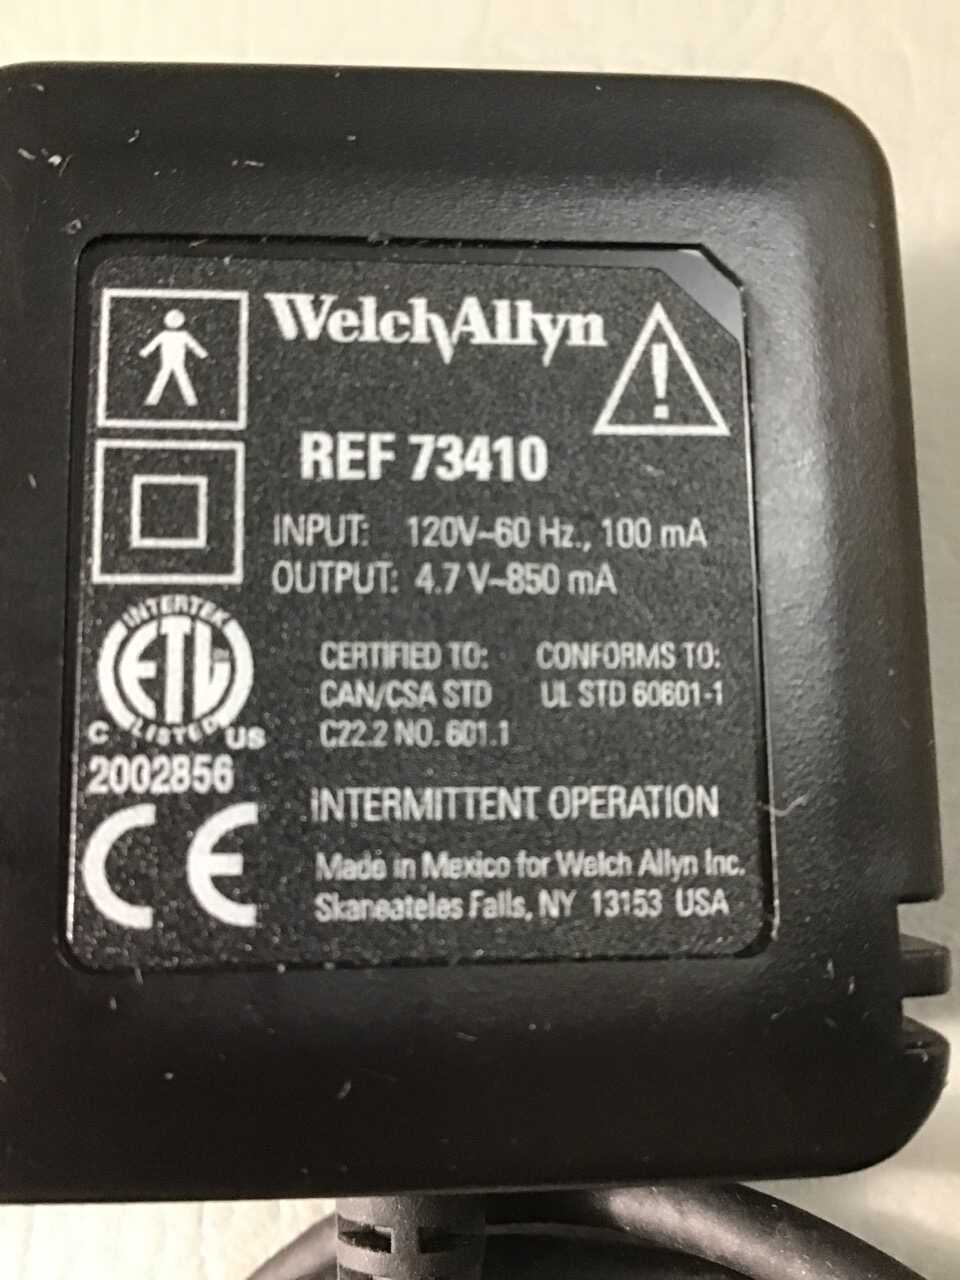 WelchAllyn
REF 73410
INPUT: 120V~60 Hz., 100 mA
OUTPUT: 4.7 V~850 mA
INTERTEK
ETL
LISTED
C US
2002856
CERTIFIED TO:
CAN/CSA STD
C22.2 NO. 601.1
CONFORMS TO:
UL STD 60601-1
INTERMITTENT OPERATION
CE
Made in Mexico for Welch Allyn Inc.
Skaneateles Falls, NY 13153 USA